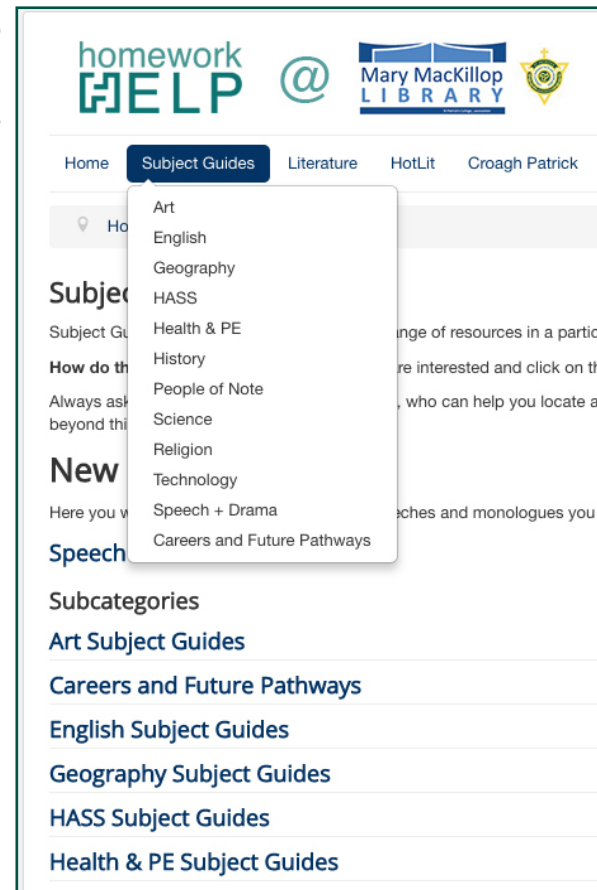 homework
HELP @ Mary MacKillop
LIBRARY
Home Subject Guides Literature HotLit Croagh Patrick
Ho
Art
English
Geography
HASS
Health & PE
History
People of Note
Science
Religion
Technology
Speech + Drama
Careers and Future Pathways
Subjec
Subject Gu nge of resources in a partic
How do th re interested and click on th
Always ask , who can help you locate a
beyond thi
New
Here you w eches and monologues you
Speech
Subcategories
Art Subject Guides
Careers and Future Pathways
English Subject Guides
Geography Subject Guides
HASS Subject Guides
Health & PE Subject Guides